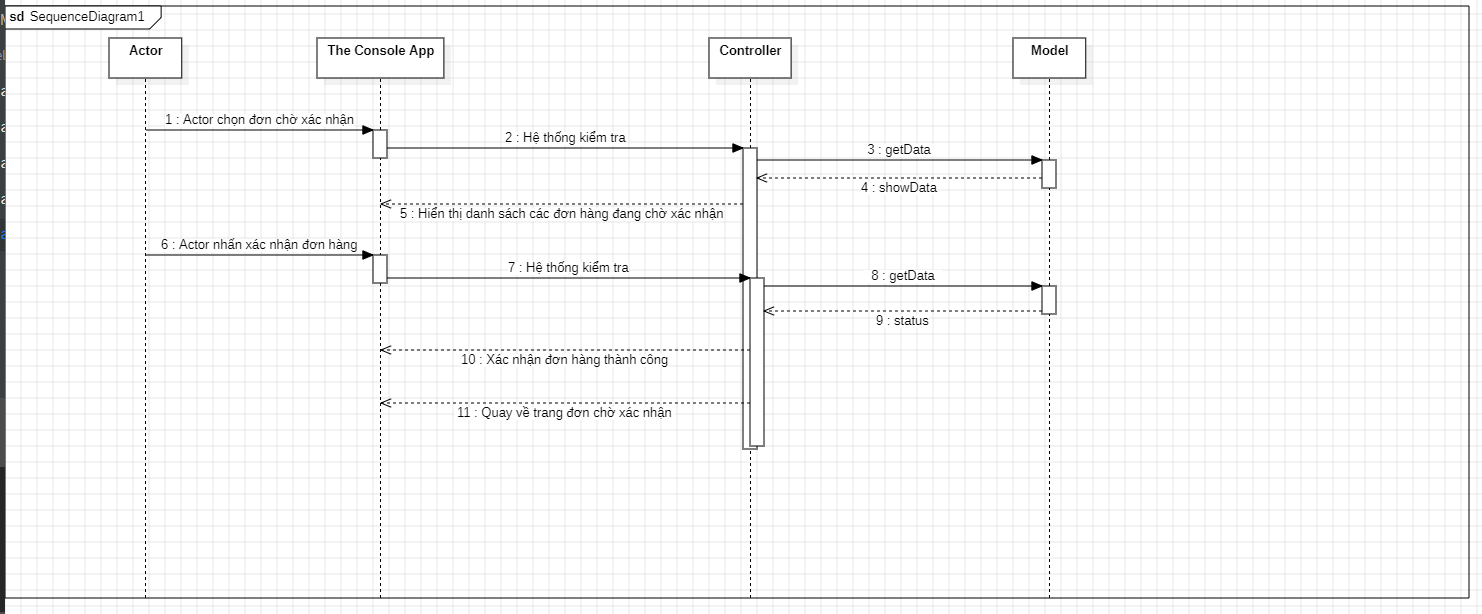 sd SequenceDiagram1
Actor
The Console App
Controller
Model
1 : Actor chọn đơn chờ xác nhận
2 : Hệ thống kiểm tra
3 : getData
4 : showData
5 : Hiển thị danh sách các đơn hàng đang chờ xác nhận
6 : Actor nhấn xác nhận đơn hàng
7 : Hệ thống kiểm tra
8 : getData
9 : status
10 : Xác nhận đơn hàng thành công
11 : Quay về trang đơn chờ xác nhận